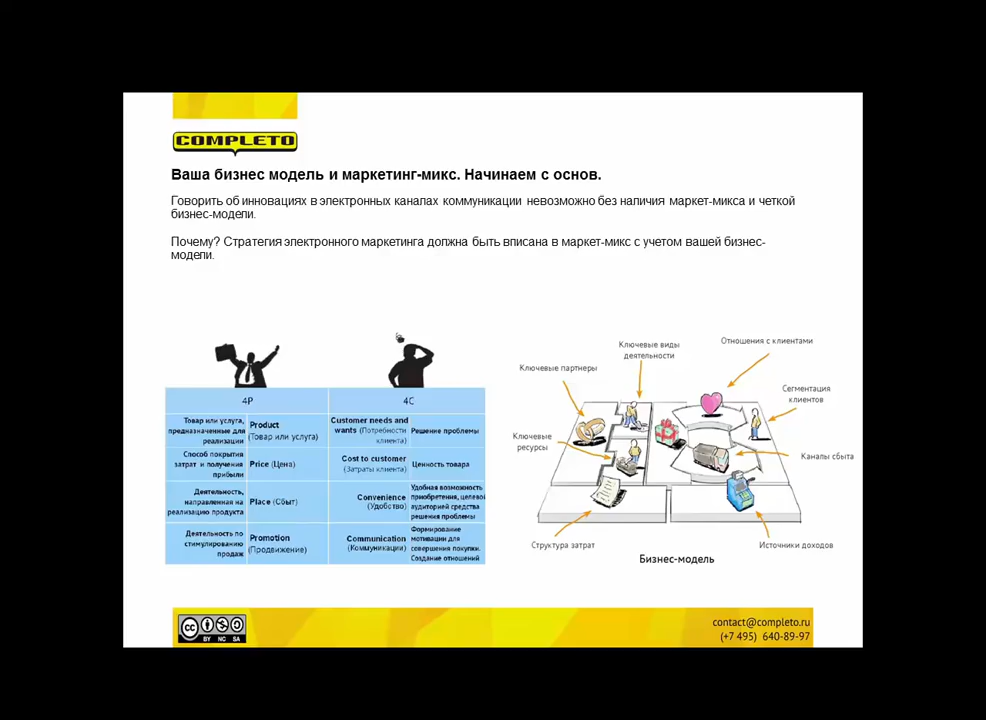 COMPLETO
Ваша бизнес модель и маркетинг-микс. Начинаем с основ.
Говорить об инновациях в электронных каналах коммуникации невозможно без наличия маркет-микса и четкой
бизнес-модели.
Почему? Стратегия электронного маркетинга должна быть вписана в маркет-микс с учетом вашей бизнес-
модели.
4P
4C
Товар или услуга,
предназначенные для
реализации
Product
(Товар или услуга)
Customer needs and
wants (Потребности
клиента)
Решение проблемы
Способ покрытия
затрат и получения
прибыли
Price (Цена)
Cost to customer
(Затраты клиента)
Ценность товара
Деятельность,
направленная на
реализацию продукта
Place (Сбыт)
Convenience
(Удобство)
Удобная возможность
приобретения, целевой
аудиторией средства
решения проблемы
Деятельность по
стимулированию
продаж
Promotion
(Продвижение)
Communication
(Коммуникации)
Формирование
мотивации для
совершения покупки.
Создание отношений
Ключевые партнеры
Ключевые виды
деятельности
Отношения с клиентами
Сегментация
клиентов
Ключевые
ресурсы
Каналы сбыта
Структура затрат
Источники доходов
Бизнес-модель
cc
BY NC SA
contact@completo.ru
(+7 495) 640-89-97